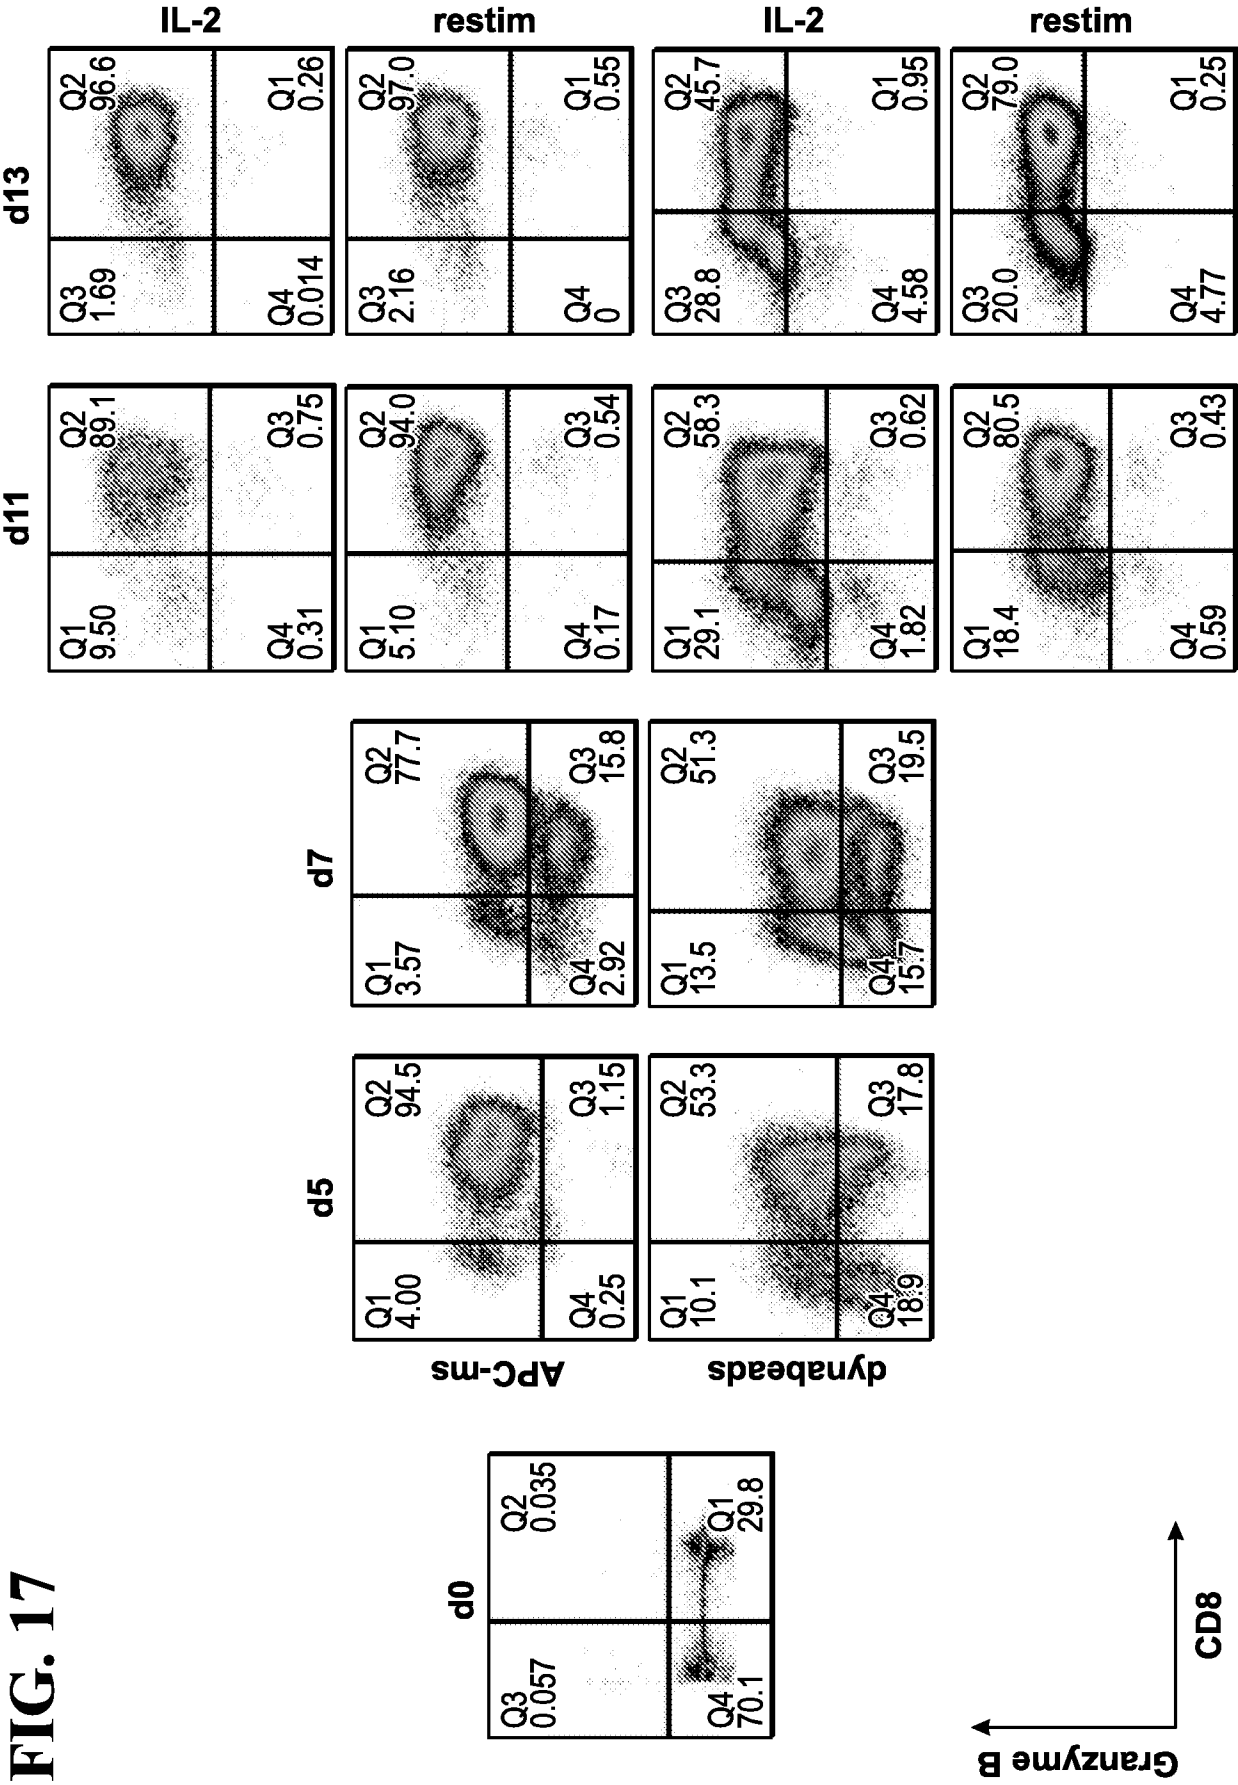 FIG. 17
d0
Q3
0.057
Q2
0.035
Q4
70.1
Q1
29.8
Granzyme B
CD8
d5
d7
d11
d13
APC-ms
Q1
4.00
Q2
94.5
Q4
0.25
Q3
1.15
Q1
3.57
Q2
77.7
Q4
2.92
Q3
15.8
Q1
9.50
Q2
89.1
Q4
0.31
Q3
0.75
Q3
1.69
Q2
96.6
Q4
0.014
Q1
0.26
IL-2
Q1
5.10
Q2
94.0
Q4
0.17
Q3
0.54
Q3
2.16
Q2
97.0
Q4
0
Q1
0.55
restim
dynabeads
Q1
10.1
Q2
53.3
Q4
18.9
Q3
17.8
Q1
13.5
Q2
51.3
Q4
15.7
Q3
19.5
Q1
29.1
Q2
58.3
Q4
1.82
Q3
0.62
Q3
28.8
Q2
45.7
Q4
4.58
Q1
0.95
IL-2
Q1
18.4
Q2
80.5
Q4
0.59
Q3
0.43
Q3
20.0
Q2
79.0
Q4
4.77
Q1
0.25
restim